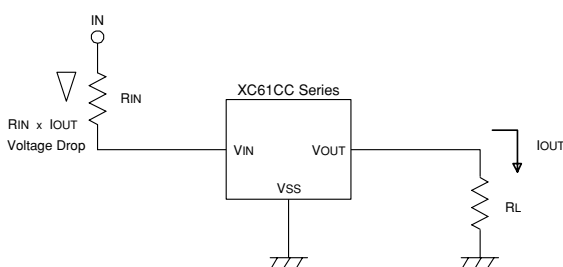 IN
XC61CC Series
RIN
RIN x IOUT
Voltage Drop
VIN
VOUT
IOUT
VSS
RL